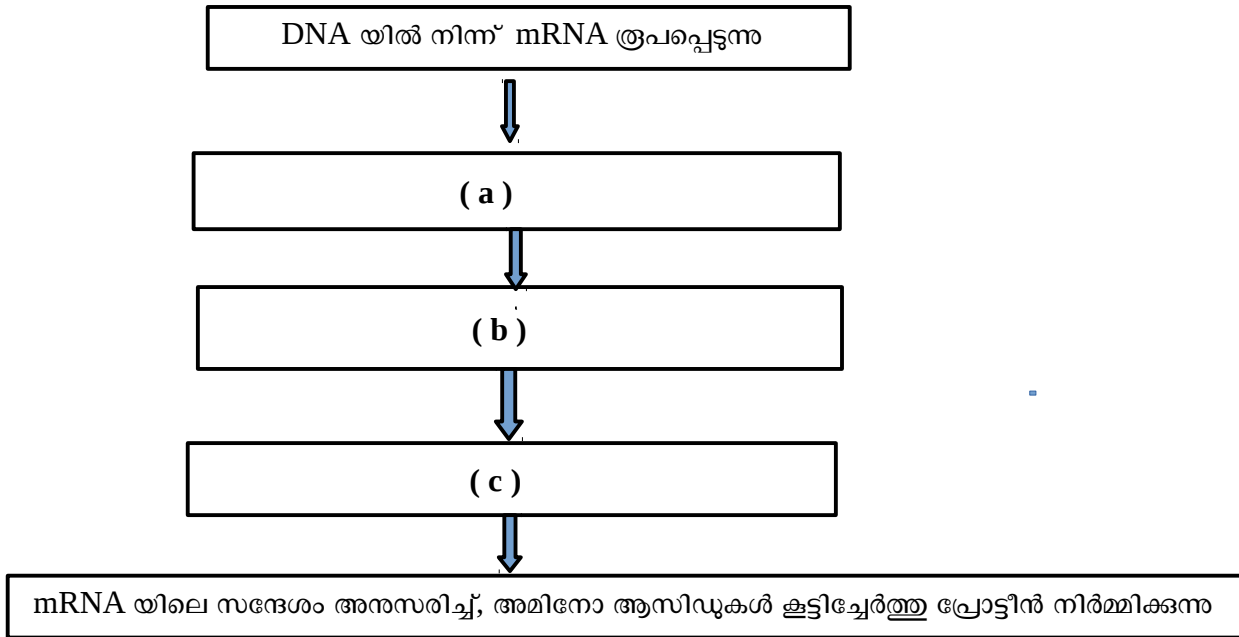 DNA യിൽ നിന്ന് mRNA രൂപപ്പെടുന്നു
( a )
( b )
( c )
mRNA യിലെ സന്ദേശം അനുസരിച്ച്, അമിനോ ആസിഡുകൾ കൂട്ടിച്ചേർത്തു പ്രോട്ടീൻ നിർമ്മിക്കുന്നു